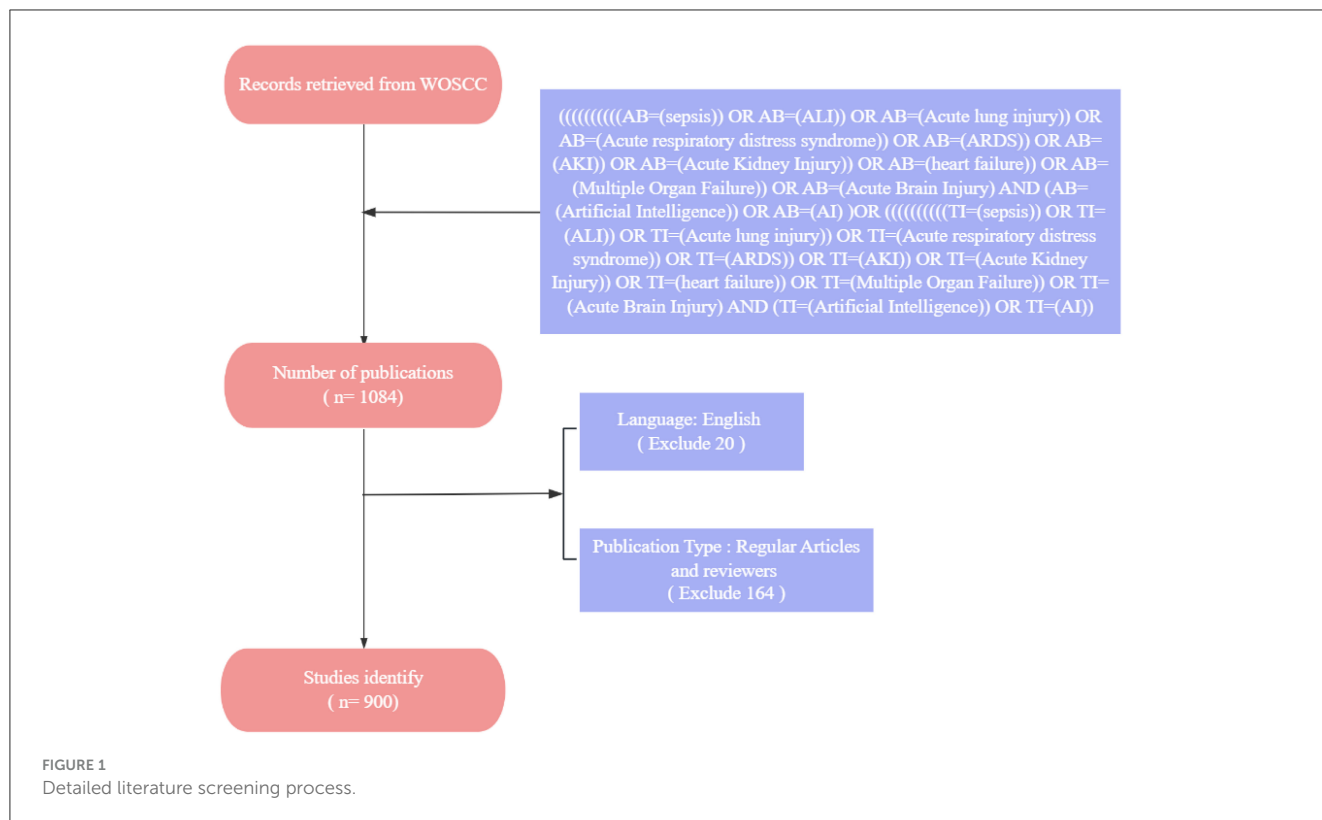 Records retrieved from WOSCC
((((((((((AB=(sepsis)) OR AB=(ALI)) OR AB=(Acute lung injury)) OR
AB=(Acute respiratory distress syndrome)) OR AB=(ARDS)) OR AB=
(AKI)) OR AB=(Acute Kidney Injury)) OR AB=(heart failure)) OR AB=
(Multiple Organ Failure)) OR AB=(Acute Brain Injury) AND (AB=
(Artificial Intelligence)) OR AB=(AI) )OR ((((((((((TI=(sepsis)) OR TI=
(ALI)) OR TI=(Acute lung injury)) OR TI=(Acute respiratory distress
syndrome)) OR TI=(ARDS)) OR TI=(AKI)) OR TI=(Acute Kidney
Injury)) OR TI=(heart failure)) OR TI=(Multiple Organ Failure)) OR TI=
(Acute Brain Injury) AND (TI=(Artificial Intelligence)) OR TI=(AI))
Number of publications
( n= 1084)
Language: English
( Exclude 20 )
Publication Type : Regular Articles
and reviewers
( Exclude 164 )
Studies identify
( n= 900)
FIGURE 1
Detailed literature screening process.